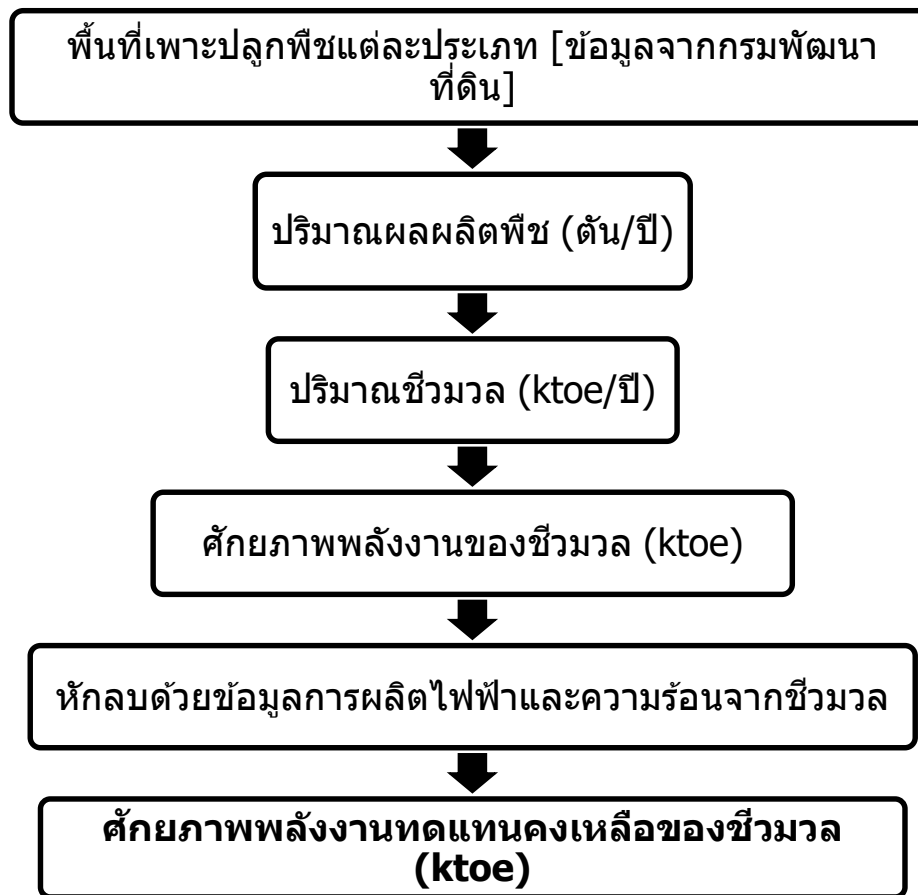 พื้นที่เพาะปลูกพืชแต่ละประเภท [ข้อมูลจากกรมพัฒนา
ที่ดิน]
ปริมาณผลผลิตพืช (ตัน/ปี)
ปริมาณชีวมวล (ktoe/ปี)
ศักยภาพพลังงานของชีวมวล (ktoe)
หักลบด้วยข้อมูลการผลิตไฟฟ้าและความร้อนจากชีวมวล
ศักยภาพพลังงานทดแทนคงเหลือของชีวมวล
(ktoe)